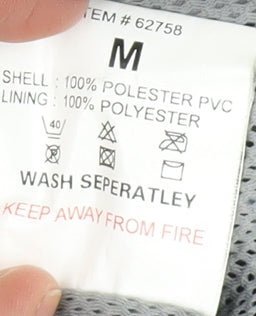 ITEM # 62758
M
SHELL : 100% POLESTER PVC
LINING : 100% POLYESTER
40
P
WASH SEPERATLEY
KEEP AWAY FROM FIRE